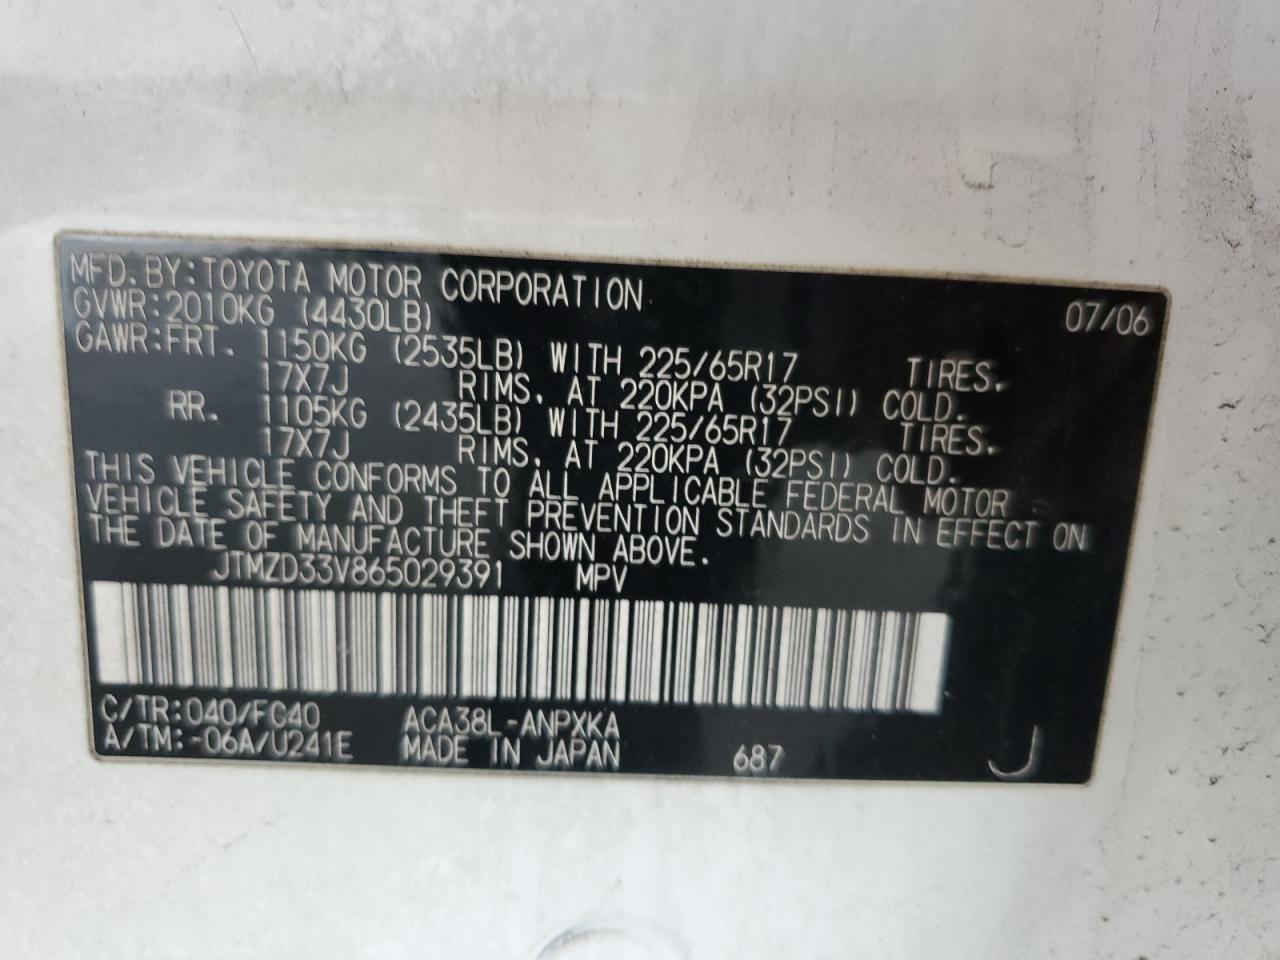 MFD. BY: TOYOTA MOTOR CORPORATION 07/06
GVWR: 2010KG (4430LB)
GAWR: FRT. 1150KG (2535LB) WITH 225/65R17 TIRES.
17X7J RIMS. AT 220KPA (32PSI) COLD.
RR. 1105KG (2435LB) WITH 225/65R17 TIRES.
17X7J RIMS. AT 220KPA (32PSI) COLD.
THIS VEHICLE CONFORMS TO ALL APPLICABLE FEDERAL MOTOR
VEHICLE SAFETY AND THEFT PREVENTION STANDARDS IN EFFECT ON
THE DATE OF MANUFACTURE SHOWN ABOVE.
JTMZD33V865029391 MPV
C/TR: 040/FC40 ACA38L-ANPXKA
A/TM: -06A/U241E MADE IN JAPAN 687 J